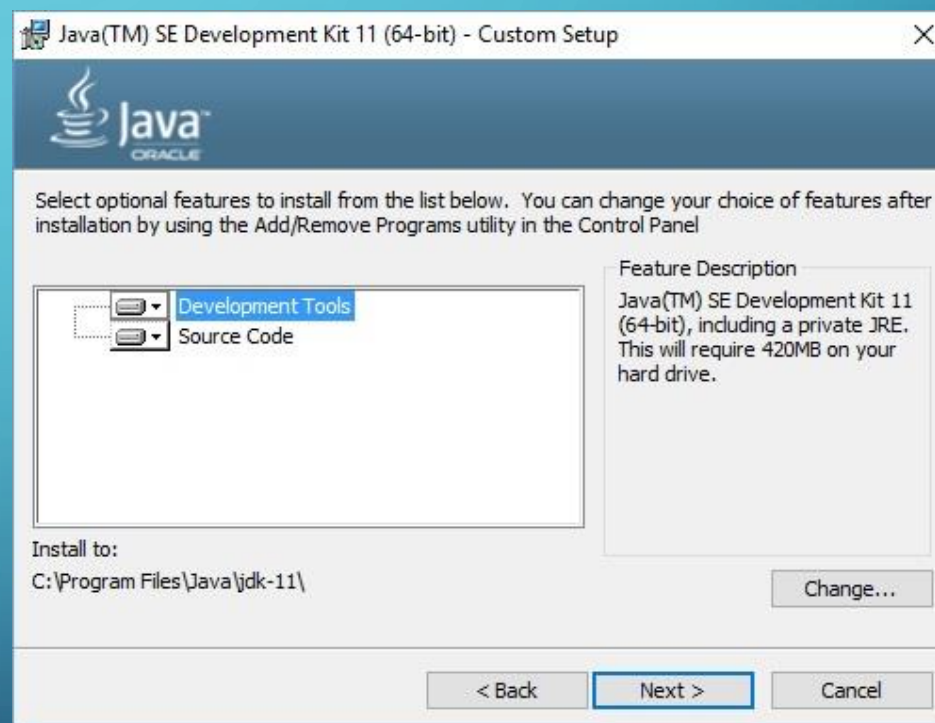 Java(TM) SE Development Kit 11 (64-bit) - Custom Setup
Java™
ORACLE
Select optional features to install from the list below. You can change your choice of features after
installation by using the Add/Remove Programs utility in the Control Panel
Development Tools
Source Code
Feature Description
Java(TM) SE Development Kit 11
(64-bit), including a private JRE.
This will require 420MB on your
hard drive.
Install to:
C:\Program Files\Java\jdk-11\
Change...
< Back
Next >
Cancel